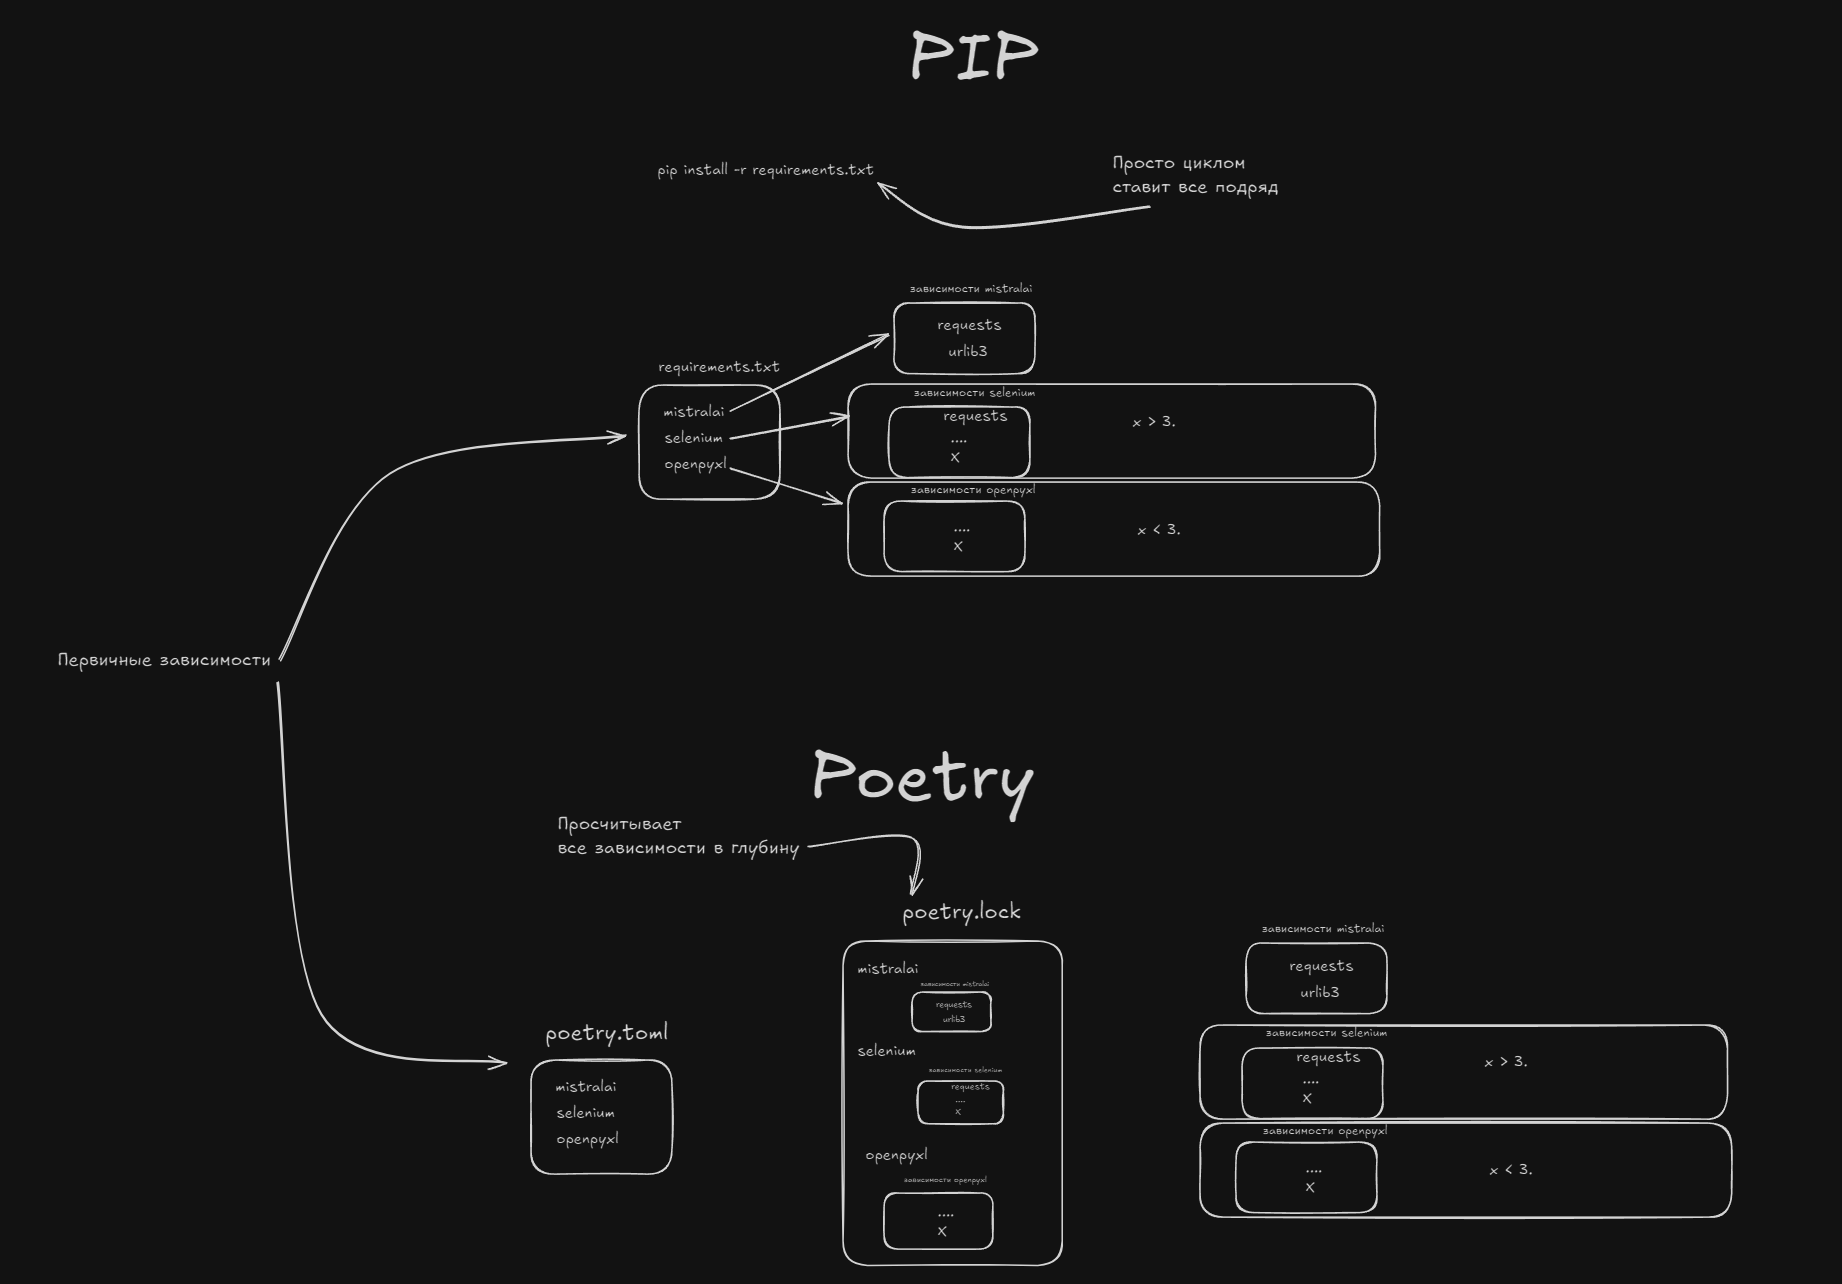 PIP
pip install -r requirements.txt
Просто циклом
ставит все подряд
зависимости mistralai
requests
urlib3
requirements.txt
mistralai
selenium
openpyxl
зависимости selenium
requests
....
X
x > 3.
зависимости openpyxl
....
X
x < 3.
Первичные зависимости
Poetry
Просчитывает
все зависимости в глубину
poetry.lock
mistralai
зависимости mistralai
requests
urlib3
selenium
зависимости selenium
requests
....
X
openpyxl
зависимости openpyxl
....
X
poetry.toml
mistralai
selenium
openpyxl
зависимости mistralai
requests
urlib3
зависимости selenium
requests
....
X
x > 3.
зависимости openpyxl
....
X
x < 3.